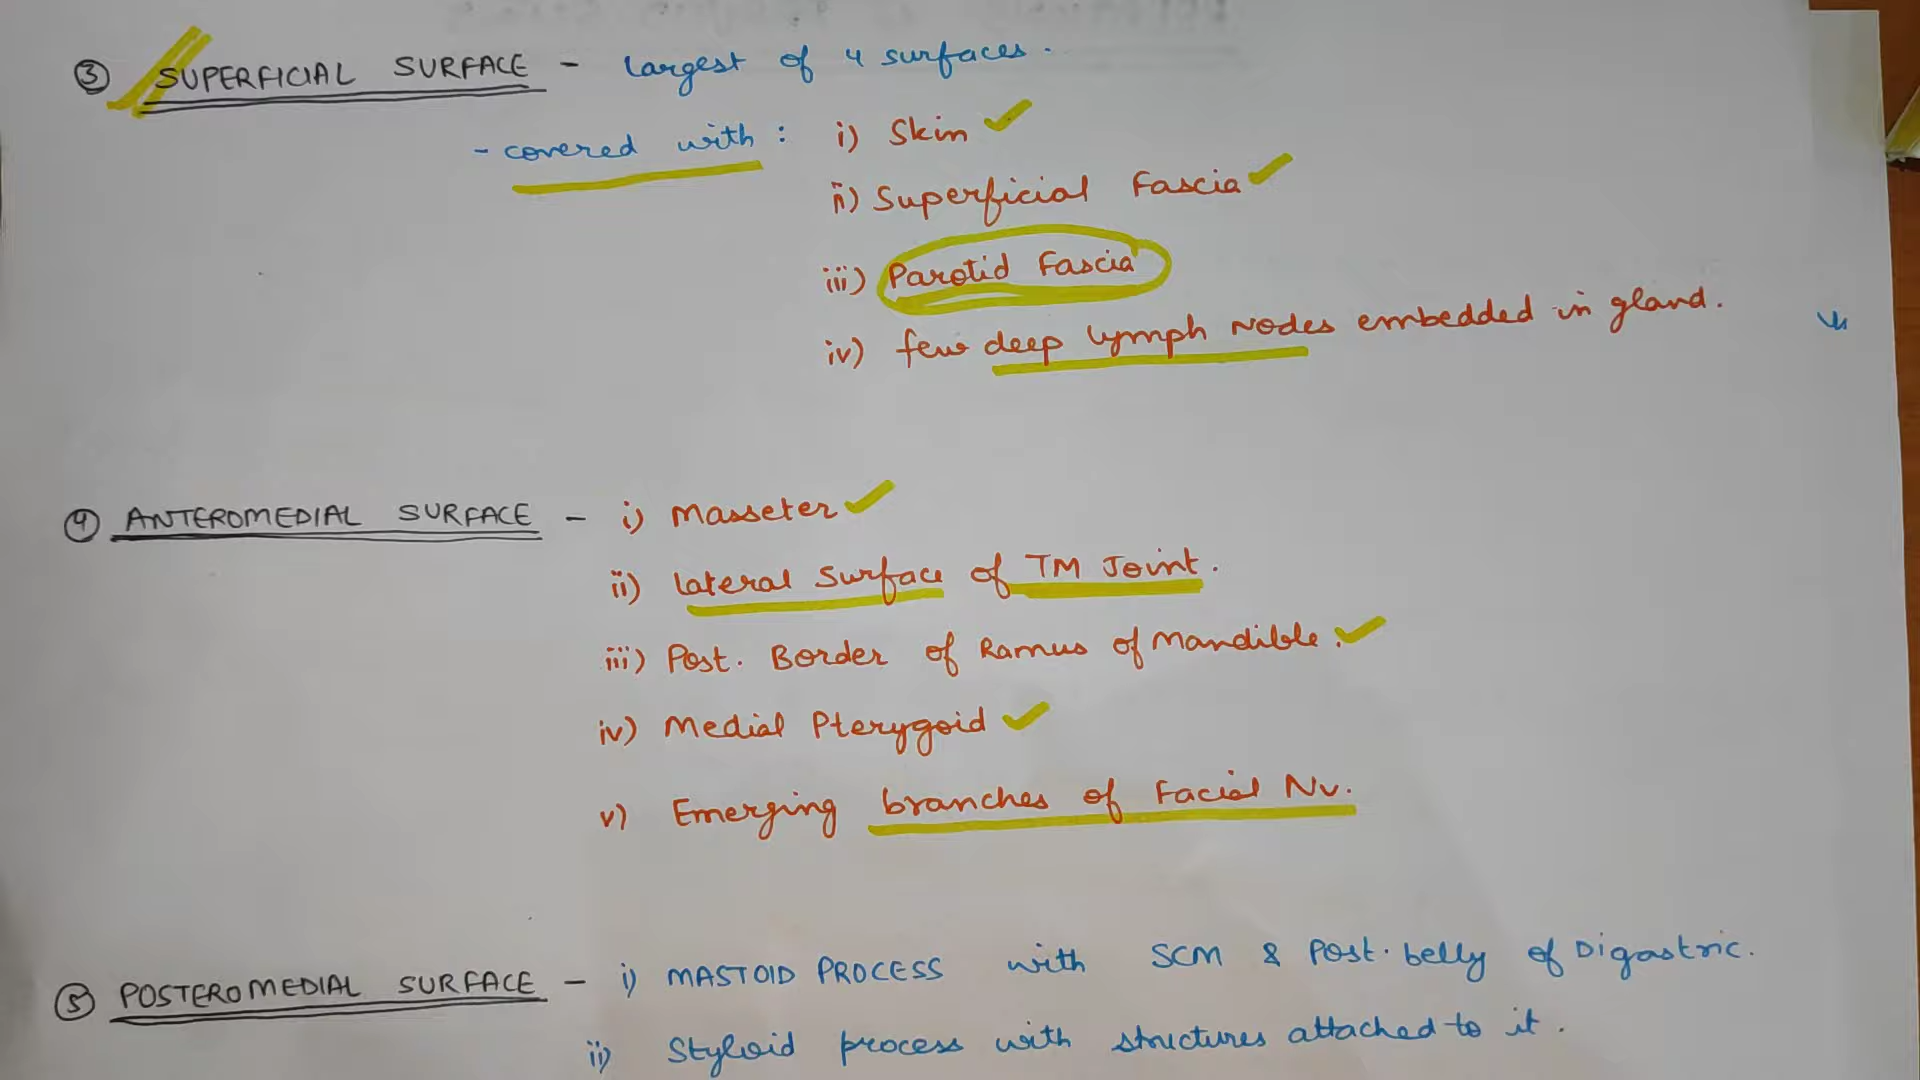 ③ SUPERFICIAL SURFACE - largest of 4 surfaces.
- covered with : i) Skin
ii) Superficial Fascia
iii) Parotid Fascia
iv) few deep lymph Nodes embedded in gland.
④ ANTEROMEDIAL SURFACE - i) Masseter
ii) Lateral Surface of TM Joint.
iii) Post. Border of Ramus of Mandible.
iv) Medial Pterygoid
v) Emerging branches of Facial Nv.
⑤ POSTEROMEDIAL SURFACE - i) MASTOID PROCESS with SCM & Post. belly of Digastric.
ii) Styloid process with structures attached to it.